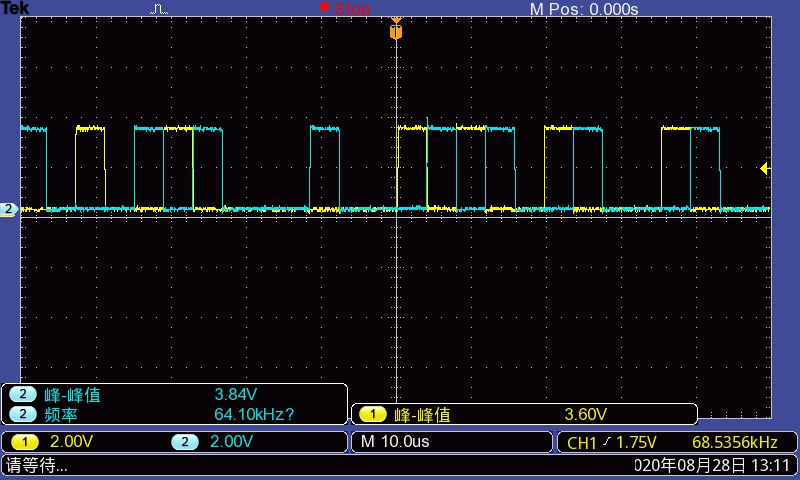 Tek Stop M Pos: 0.000s
T
2
2 峰-峰值 3.84V
2 频率 64.10kHz?
1 峰-峰值 3.60V
1 2.00V 2 2.00V M 10.0us CH1 1.75V 68.5356kHz
请等待... 020年08月28日 13:11